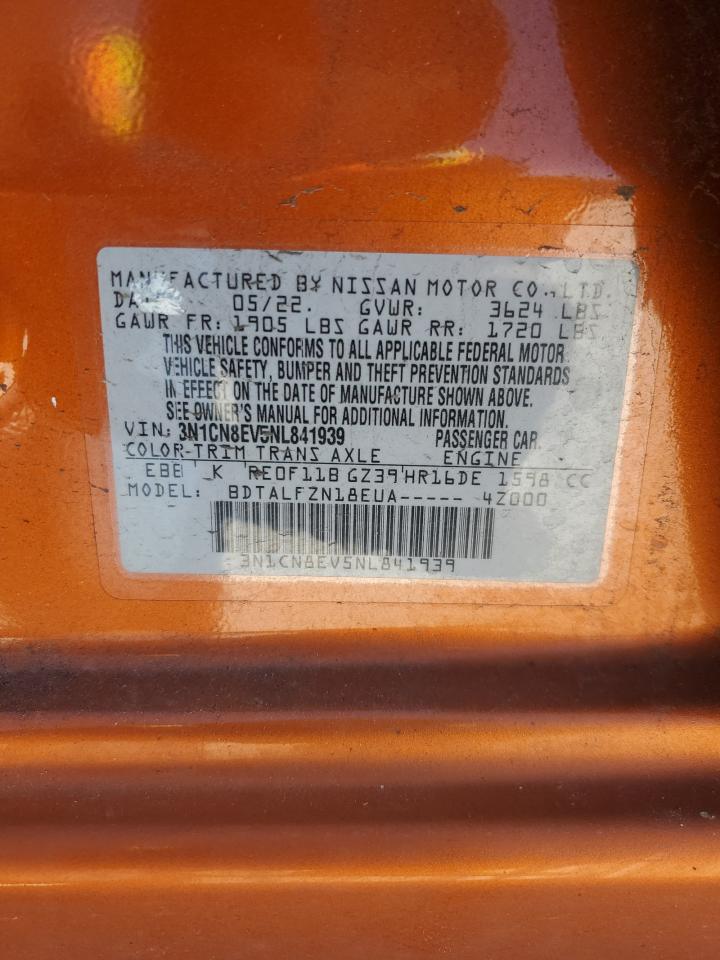 MANUFACTURED BY NISSAN MOTOR CO., LTD.
DATE 05/22. GVWR: 3624 LBS
GAWR FR: 1905 LBS GAWR RR: 1720 LBS
THIS VEHICLE CONFORMS TO ALL APPLICABLE FEDERAL MOTOR
VEHICLE SAFETY, BUMPER AND THEFT PREVENTION STANDARDS
IN EFFECT ON THE DATE OF MANUFACTURE SHOWN ABOVE.
SEE OWNER'S MANUAL FOR ADDITIONAL INFORMATION.
VIN: 3N1CN8EV5NL841939 PASSENGER CAR
COLOR-TRIM TRANS AXLE ENGINE
EBB K RE0F11B GZ39 HR16DE 1598 CC
MODEL: BDTALFZN18EUA----- 4Z000
3N1CN8EV5NL841939